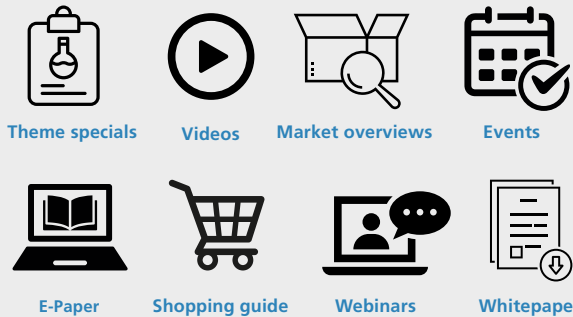 Theme specials
Videos
Market overviews
Events
E-Paper
Shopping guide
Webinars
Whitepape